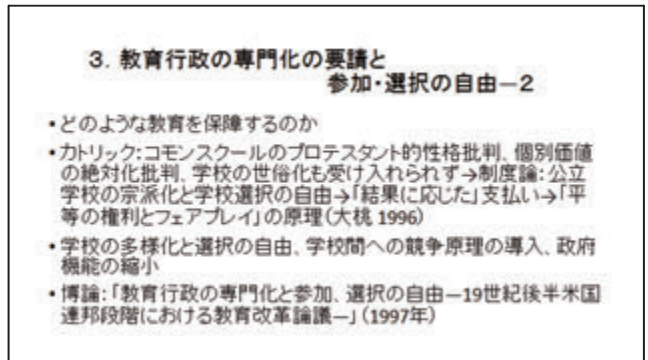 3．教育行政の専門化の要請と
参加・選択の自由―2
・どのような教育を保障するのか
・カトリック：コモンスクールのプロテスタント的性格批判、個別価値
の絶対化批判、学校の世俗化も受け入れられず→制度論：公立
学校の宗派化と学校選択の自由→「結果に応じた」支払い→「平
等の権利とフェアプレイ」の原理（大桃 1996）
・学校の多様化と選択の自由、学校間への競争原理の導入、政府
機能の縮小
・博論：「教育行政の専門化と参加、選択の自由―19世紀後半米国
連邦段階における教育改革論議―」（1997年）